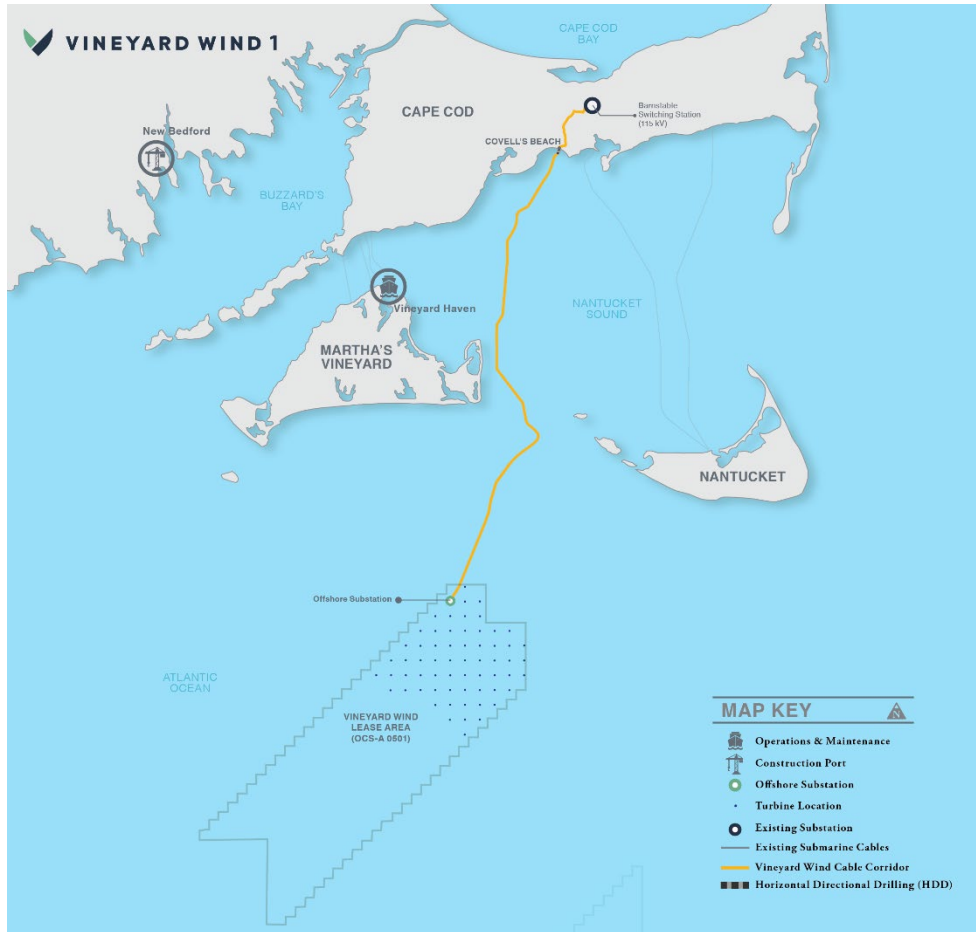 VINEYARD WIND 1
CAPE COD
BAY
CAPE COD
Barnstable
Switching Station
(115 kV)
New Bedford
COVELL'S BEACH
BUZZARD'S
BAY
Vineyard Haven
NANTUCKET
SOUND
MARTHA'S
VINEYARD
NANTUCKET
Offshore Substation
ATLANTIC
OCEAN
VINEYARD WIND
LEASE AREA
(OCS-A 0501)
MAP KEY
N
Operations & Maintenance
Construction Port
Offshore Substation
Turbine Location
Existing Substation
Existing Submarine Cables
Vineyard Wind Cable Corridor
Horizontal Directional Drilling (HDD)